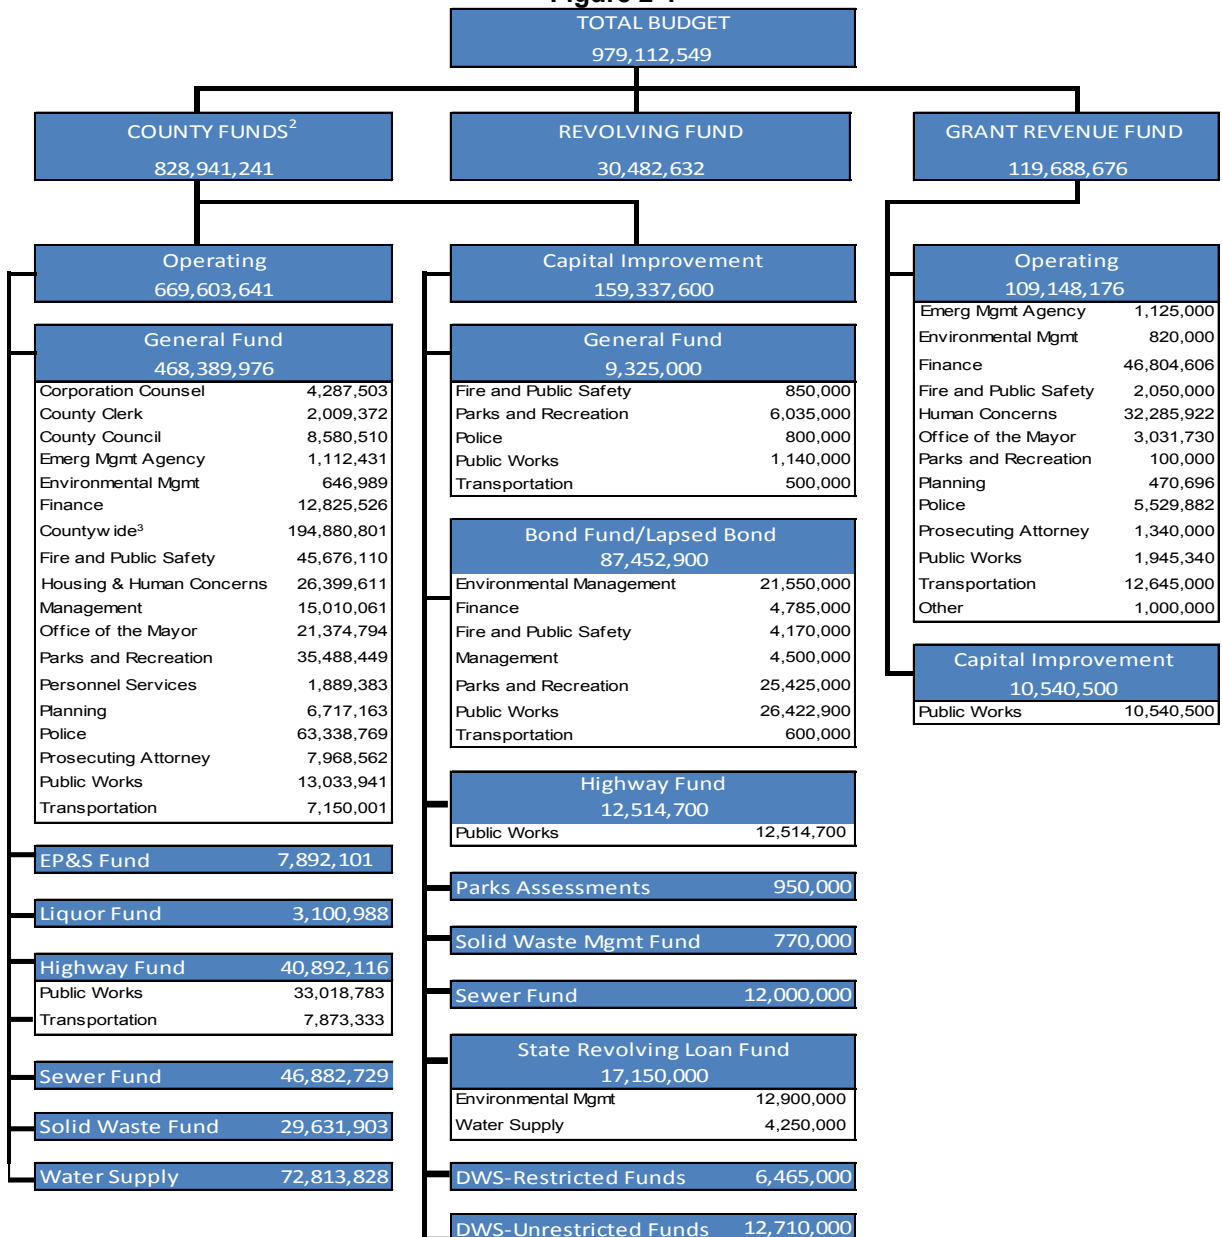 TOTAL BUDGET
979,112,549
COUNTY FUNDS²
828,941,241
REVOLVING FUND
30,482,632
GRANT REVENUE FUND
119,688,676
Operating
669,603,641
General Fund
468,389,976
Corporation Counsel 4,287,503
County Clerk 2,009,372
County Council 8,580,510
Emerg Mgmt Agency 1,112,431
Environmental Mgmt 646,989
Finance 12,825,526
Countywide³ 194,880,801
Fire and Public Safety 45,676,110
Housing & Human Concerns 26,399,611
Management 15,010,061
Office of the Mayor 21,374,794
Parks and Recreation 35,488,449
Personnel Services 1,889,383
Planning 6,717,163
Police 63,338,769
Prosecuting Attorney 7,968,562
Public Works 13,033,941
Transportation 7,150,001
EP&S Fund 7,892,101
Liquor Fund 3,100,988
Highway Fund 40,892,116
Public Works 33,018,783
Transportation 7,873,333
Sewer Fund 46,882,729
Solid Waste Fund 29,631,903
Water Supply 72,813,828
Capital Improvement
159,337,600
General Fund
9,325,000
Fire and Public Safety 850,000
Parks and Recreation 6,035,000
Police 800,000
Public Works 1,140,000
Transportation 500,000
Bond Fund/Lapsed Bond
87,452,900
Environmental Management 21,550,000
Finance 4,785,000
Fire and Public Safety 4,170,000
Management 4,500,000
Parks and Recreation 25,425,000
Public Works 26,422,900
Transportation 600,000
Highway Fund
12,514,700
Public Works 12,514,700
Parks Assessments 950,000
Solid Waste Mgmt Fund 770,000
Sewer Fund 12,000,000
State Revolving Loan Fund
17,150,000
Environmental Mgmt 12,900,000
Water Supply 4,250,000
DWS-Restricted Funds 6,465,000
DWS-Unrestricted Funds 12,710,000
Operating
109,148,176
Emerg Mgmt Agency 1,125,000
Environmental Mgmt 820,000
Finance 46,804,606
Fire and Public Safety 2,050,000
Human Concerns 32,285,922
Office of the Mayor 3,031,730
Parks and Recreation 100,000
Planning 470,696
Police 5,529,882
Prosecuting Attorney 1,340,000
Public Works 1,945,340
Transportation 12,645,000
Other 1,000,000
Capital Improvement
10,540,500
Public Works 10,540,500